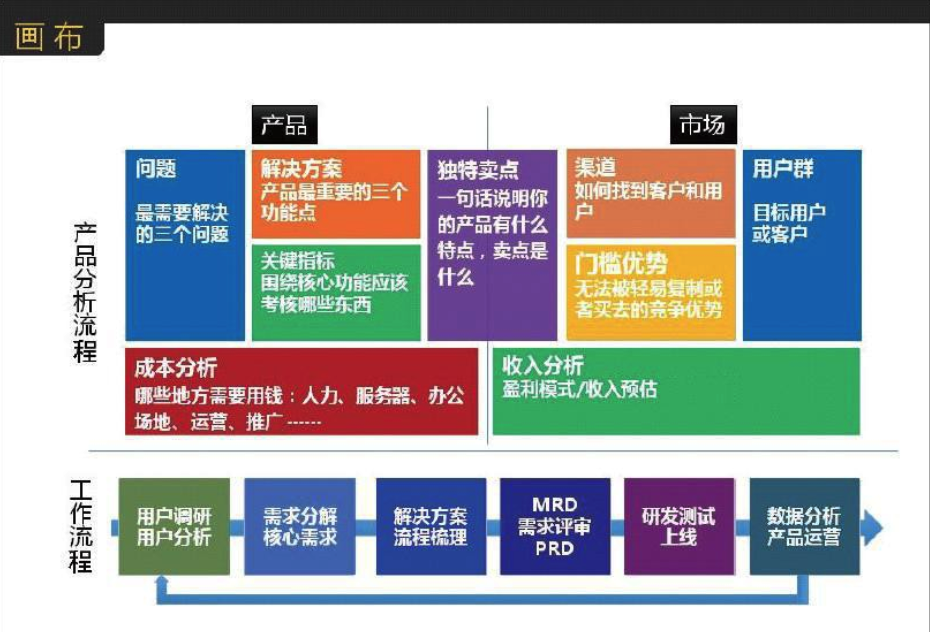 画布
产品
市场
产品分析流程
问题
最需要解决
的三个问题
解决方案
产品最重要的三个
功能点
关键指标
围绕核心功能应该
考核哪些东西
独特卖点
一句话说明你
的产品有什么
特点，卖点是
什么
渠道
如何找到客户和用
户
门槛优势
无法被轻易复制或
者买去的竞争优势
用户群
目标用户
或客户
成本分析
哪些地方需要用钱：人力、服务器、办公
场地、运营、推广------
收入分析
盈利模式/收入预估
工作流程
用户调研
用户分析
需求分解
核心需求
解决方案
流程梳理
MRD
需求评审
PRD
研发测试
上线
数据分析
产品运营